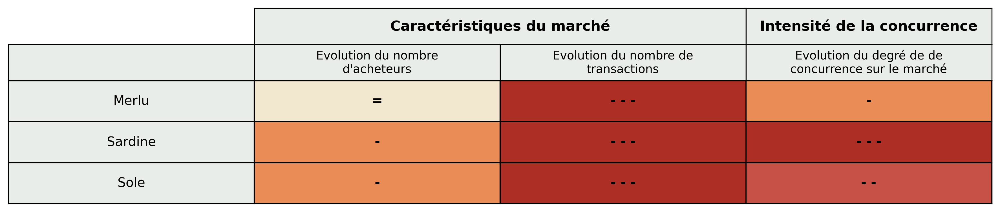 Caractéristiques du marché
Intensité de la concurrence
Evolution du nombre
d'acheteurs
Evolution du nombre de
transactions
Evolution du degré de de
concurrence sur le marché
Merlu
=
- - -
-
Sardine
-
- - -
- - -
Sole
-
- - -
- -